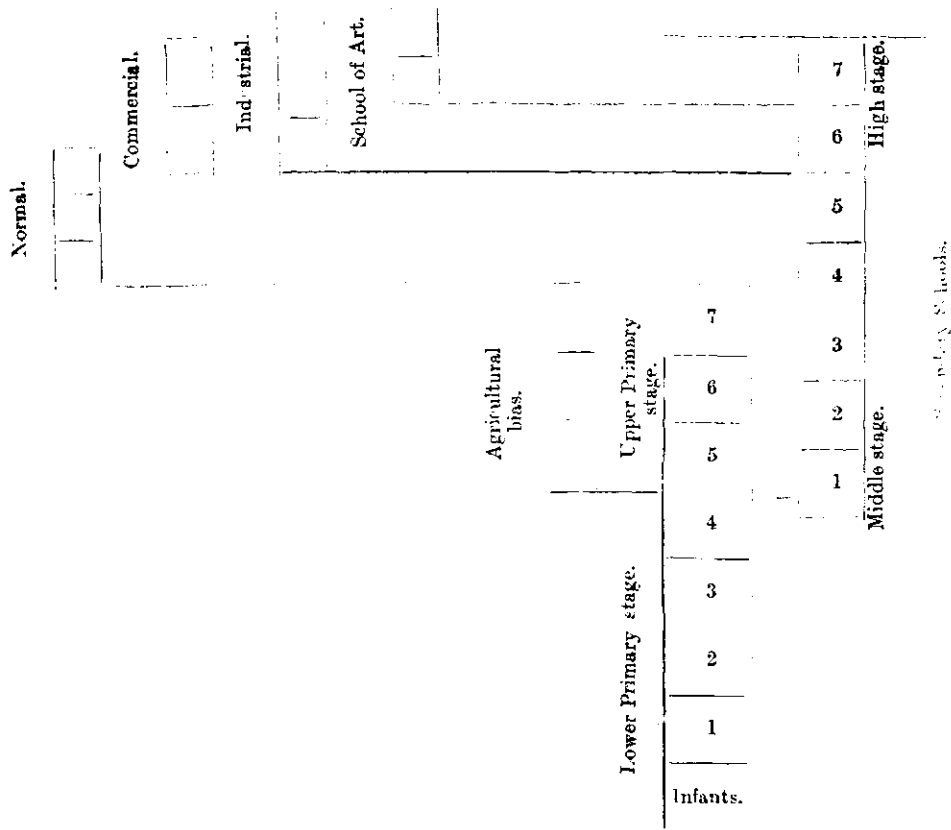 Normal.
Commercial.
Industrial.
School of Art.
Agricultural
bias.
Upper Primary
stage.
Lower Primary stage.
7
6
5
4
3
2
1
Infants.
7
6
5
4
3
2
1
High stage.
Middle stage.